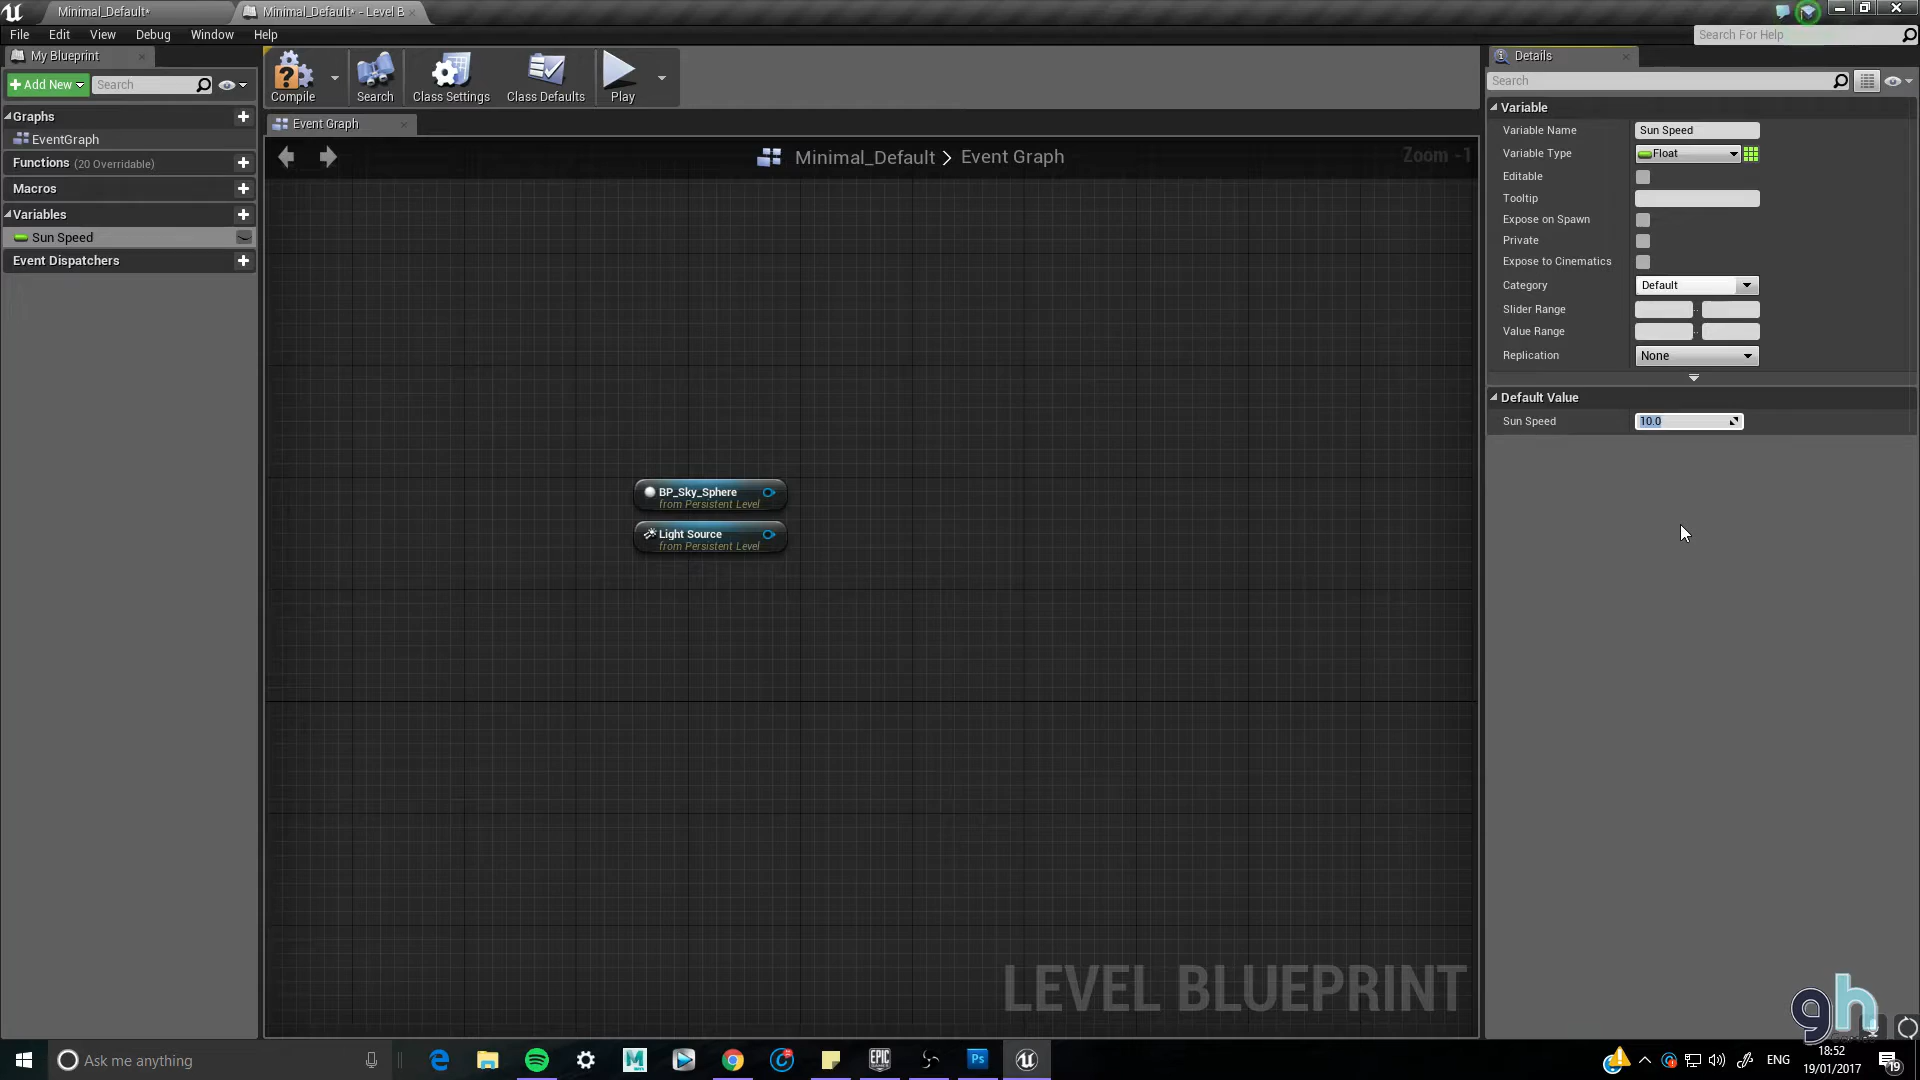 Minimal_Default*
Minimal_Default* - Level B
File Edit View Debug Window Help
Search For Help
My Blueprint
Add New
Search
Graphs
EventGraph
Functions (20 Overridable)
Macros
Variables
Sun Speed
Event Dispatchers
Compile
Search
Class Settings
Class Defaults
Play
Event Graph
Minimal_Default > Event Graph
Zoom -1
BP_Sky_Sphere
from Persistent Level
Light Source
from Persistent Level
LEVEL BLUEPRINT
Details
Search
Variable
Variable Name Sun Speed
Variable Type Float
Editable
Tooltip
Expose on Spawn
Private
Expose to Cinematics
Category Default
Slider Range
Value Range
Replication None
Default Value
Sun Speed 10.0
gh
Ask me anything
EPIC
Ps
ENG
18:52
19/01/2017
19